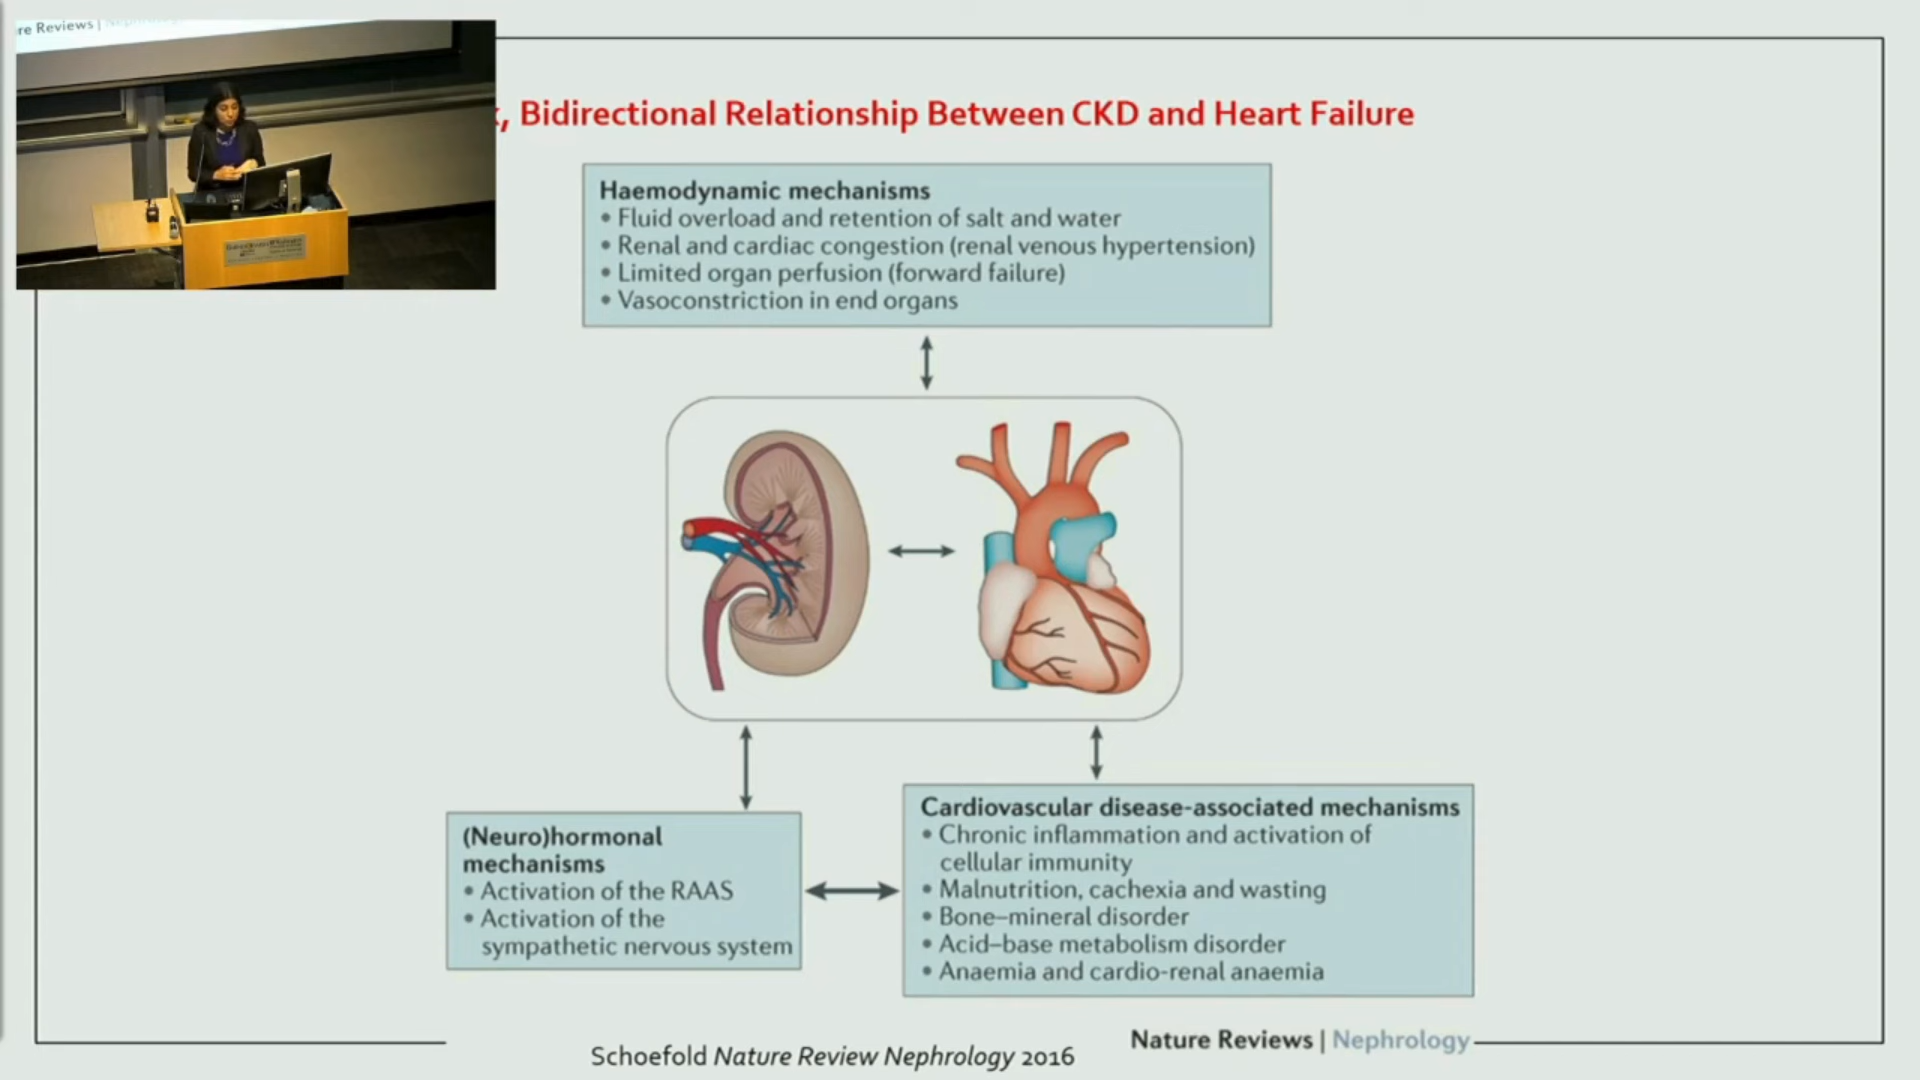 re Reviews |
, Bidirectional Relationship Between CKD and Heart Failure
Haemodynamic mechanisms
• Fluid overload and retention of salt and water
• Renal and cardiac congestion (renal venous hypertension)
• Limited organ perfusion (forward failure)
• Vasoconstriction in end organs
(Neuro)hormonal
mechanisms
• Activation of the RAAS
• Activation of the
sympathetic nervous system
Cardiovascular disease-associated mechanisms
• Chronic inflammation and activation of
cellular immunity
• Malnutrition, cachexia and wasting
• Bone–mineral disorder
• Acid–base metabolism disorder
• Anaemia and cardio-renal anaemia
Nature Reviews | Nephrology
Schoefold Nature Review Nephrology 2016